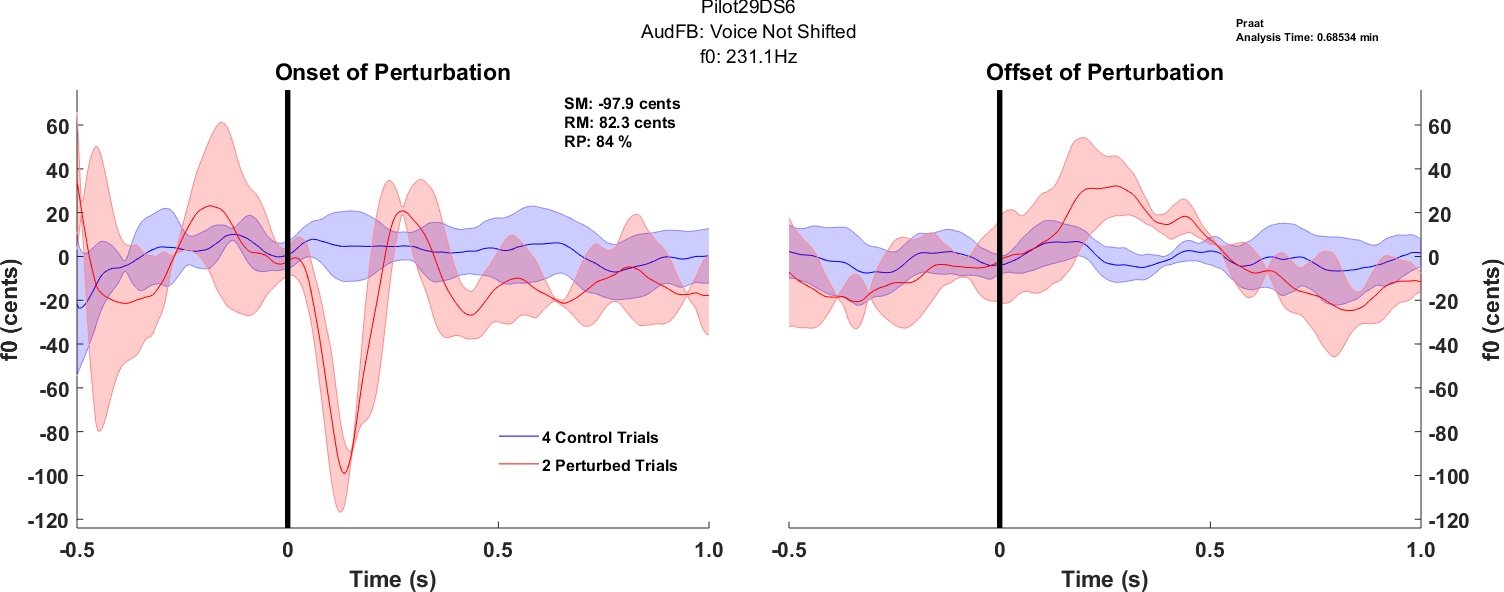 Pilot29DS6
AudFB: Voice Not Shifted
f0: 231.1Hz
Praat
Analysis Time: 0.68534 min
Onset of Perturbation
SM: -97.9 cents
RM: 82.3 cents
RP: 84 %
60
40
20
0
-20
-40
-60
-80
-100
-120
f0 (cents)
4 Control Trials
2 Perturbed Trials
-0.5
0
0.5
1.0
Time (s)
Offset of Perturbation
60
40
20
0
-20
-40
-60
-80
-100
-120
f0 (cents)
-0.5
0
0.5
1.0
Time (s)